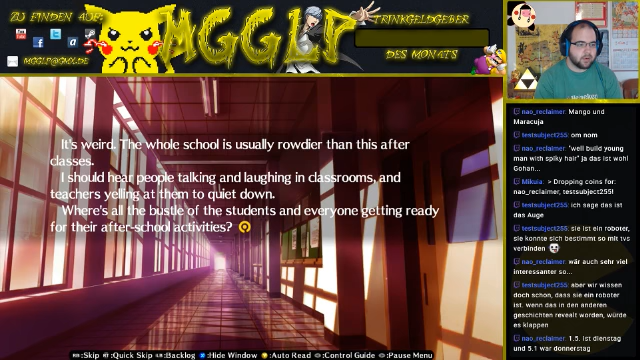 ZU FINDEN AUF:
MGGLP@GMX.DE
MGGLP
TRINKGELDGEBER
DES MONATS
It's weird. The whole school is usually rowdier than this after
classes.
I should hear people talking and laughing in classrooms, and
teachers yelling at them to quiet down.
Where's all the bustle of the students and everyone getting ready
for their after-school activities?
:Skip :Quick Skip :Backlog :Hide Window :Auto Read :Control Guide :Pause Menu
nao_reclaimer: Mango und
Maracuja
testsubject255: om nom
nao_reclaimer: "well build young
man with spiky hair" ja das ist wohl
Gohan...
Mikuia: > Dropping coins for:
nao_reclaimer, testsubject255!
testsubject255: ich sage das ist
das Auge
testsubject255: sie ist ein roboter,
sie könnte sich bestimmt so mit tvs
verbinden
nao_reclaimer: wär auch sehr viel
interessanter so...
testsubject255: aber wir wissen
doch schon, dass sie ein roboter
ist. wenn das in den anderen
geschichten revealt worden, würde
es klappen
nao_reclaimer: 1.5. ist dienstag
und 5.1 war donnerstag